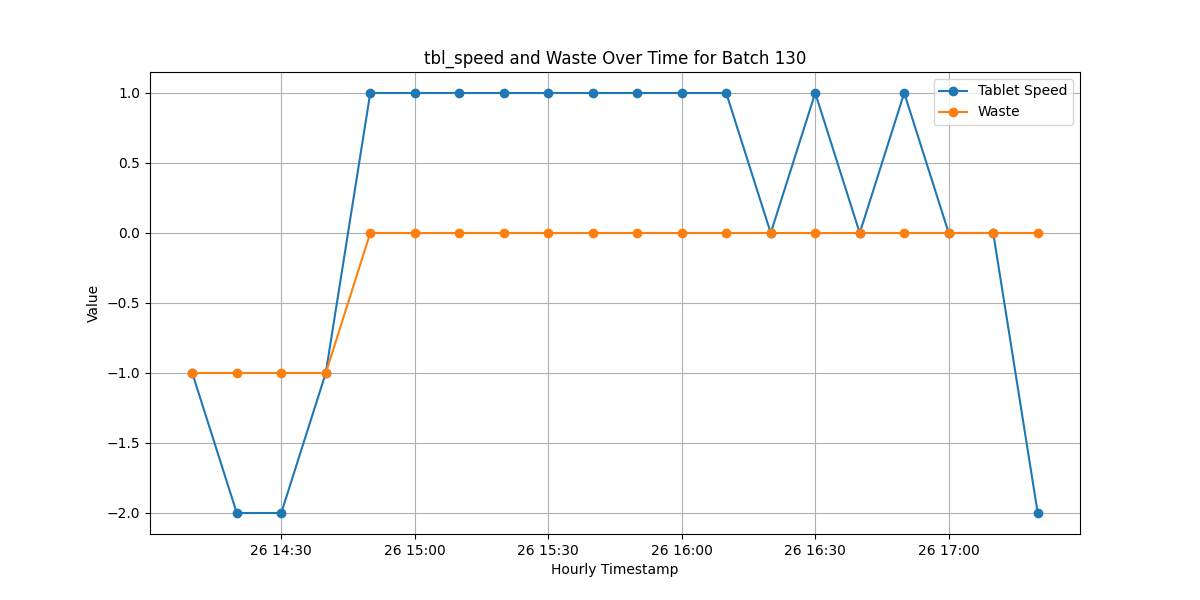 tbl_speed and Waste Over Time for Batch 130
Tablet Speed
Waste
1.0
0.5
0.0
−0.5
−1.0
−1.5
−2.0
Value
26 14:30 26 15:00 26 15:30 26 16:00 26 16:30 26 17:00
Hourly Timestamp